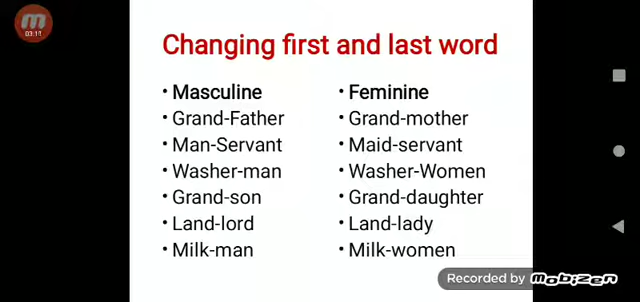 03:11
Changing first and last word
• Masculine • Feminine
• Grand-Father • Grand-mother
• Man-Servant • Maid-servant
• Washer-man • Washer-Women
• Grand-son • Grand-daughter
• Land-lord • Land-lady
• Milk-man • Milk-women
Recorded by Mobizen